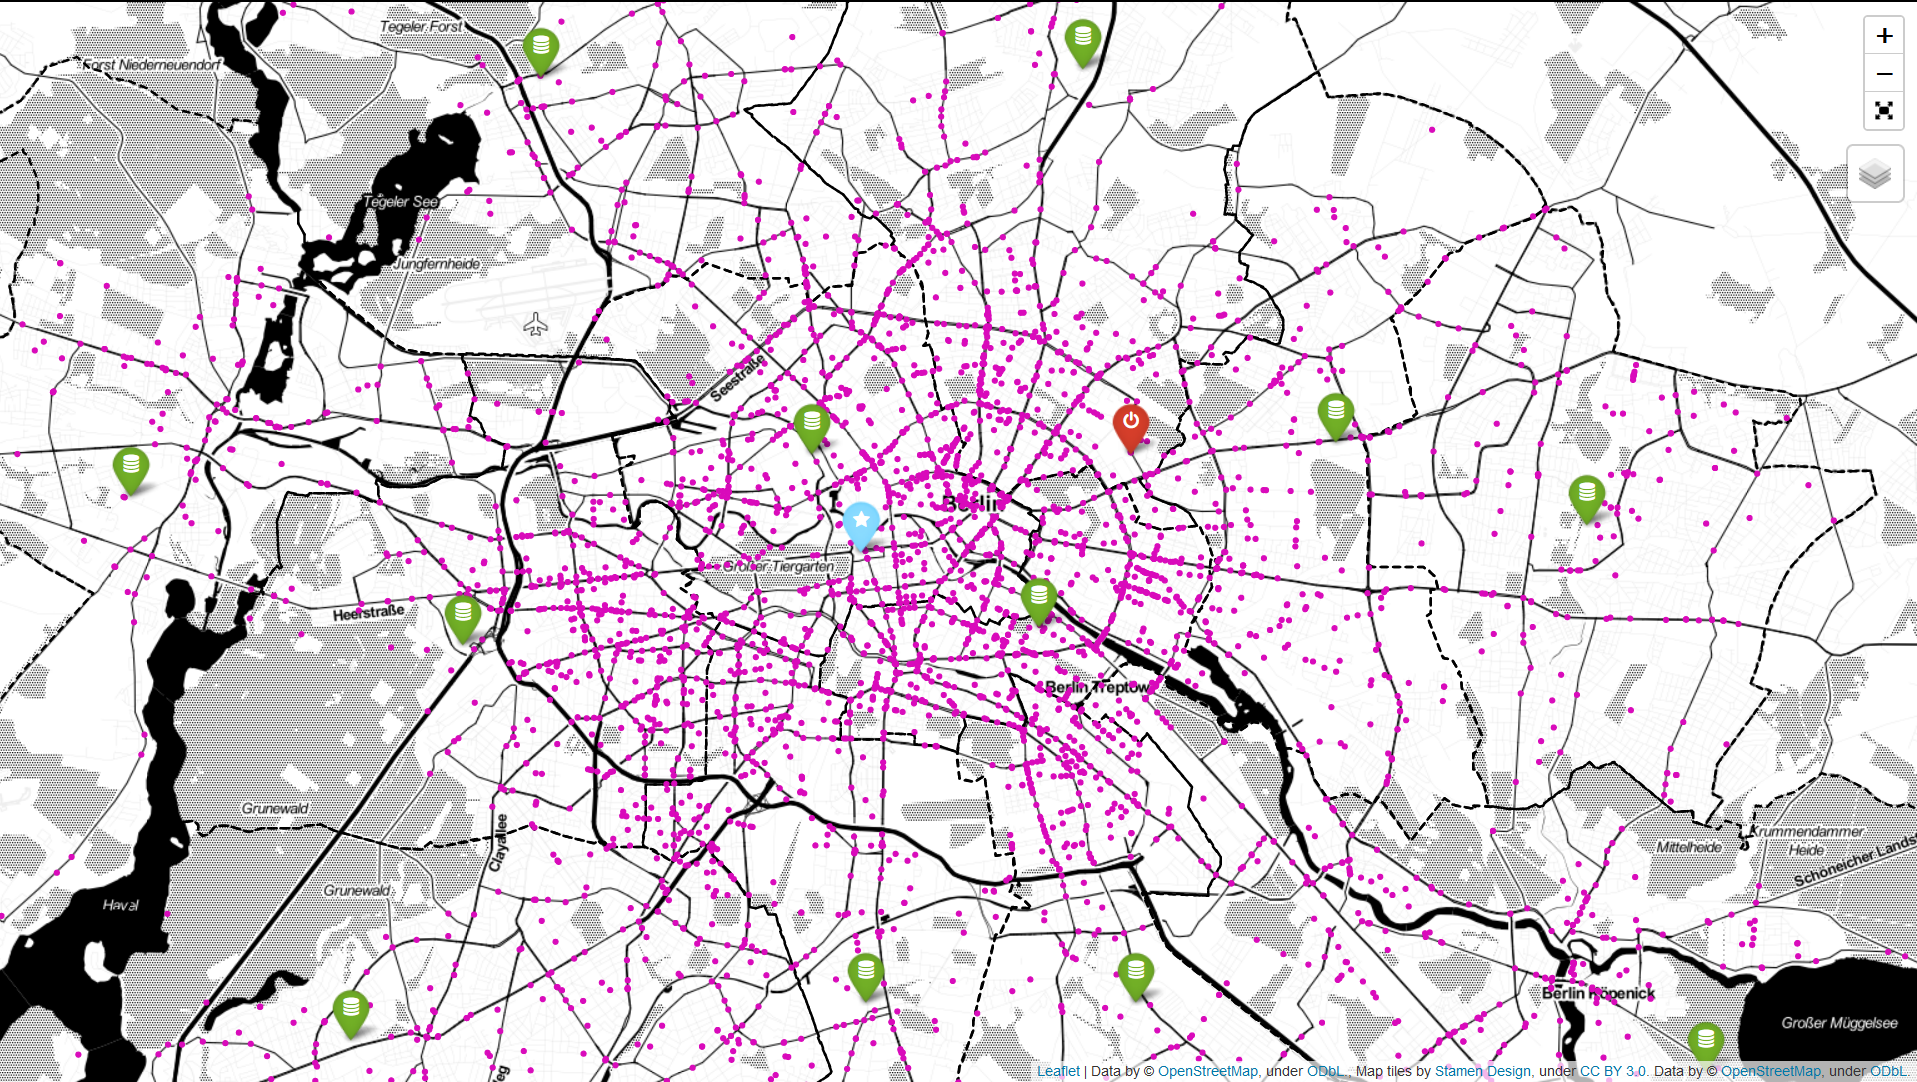 Tegeler Forst
Forst Niederneuendorf
+
−
Tegeler See
Jungfernheide
Seestraße
Berlin
Großer Tiergarten
Heerstraße
Berlin Treptow
Grunewald
Clayallee
Krummendammer
Heide
Mittelheide
Schöneicher Lands
Grunewald
Havel
Berlin Köpenick
Großer Müggelsee
eg
Leaflet | Data by © OpenStreetMap, under ODbL., Map tiles by Stamen Design, under CC BY 3.0. Data by © OpenStreetMap, under ODbL.